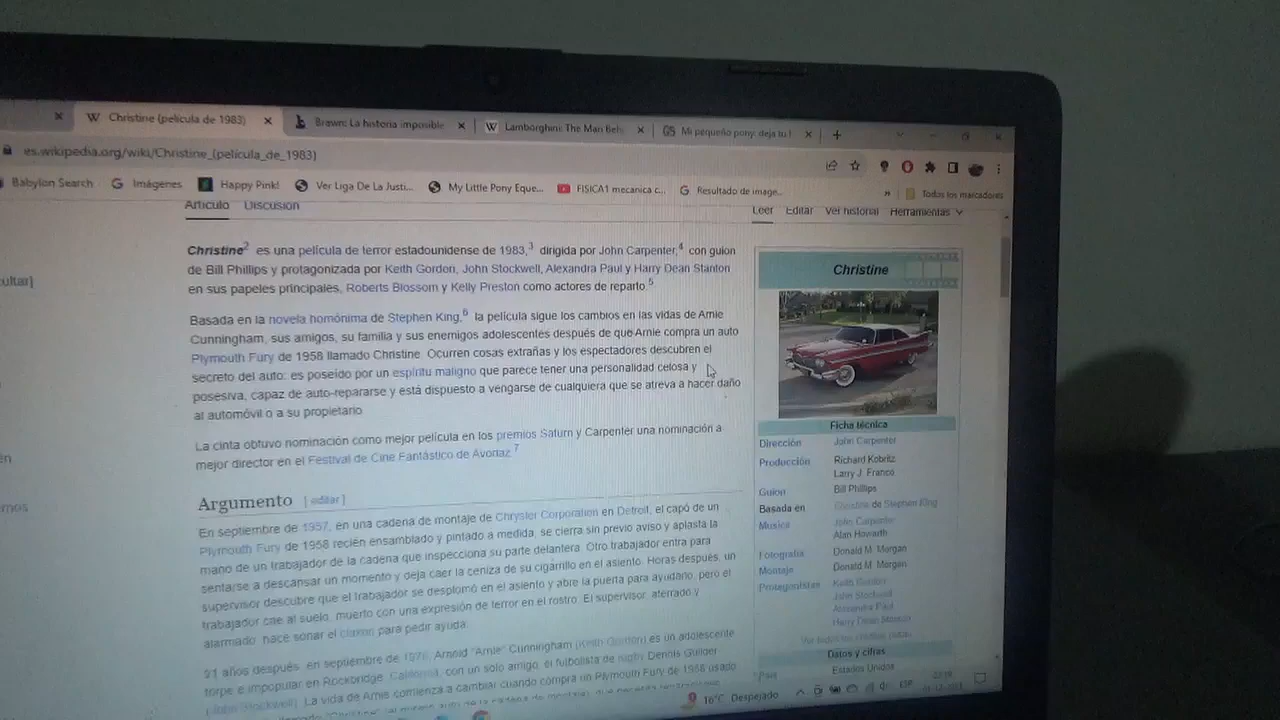 Christine (película de 1983)
Brawn: La historia imposible
Lamborghini: The Man Behi
Mi pequeño pony: deja tu l
es.wikipedia.org/wiki/Christine_(película_de_1983)
Babylon Search
Imágenes
Happy Pink!
Ver Liga De La Justi...
My Little Pony Eque...
FISICA1 mecanica c...
Resultado de image...
»
Todos los marcadores
Artículo Discusión
Leer Editar Ver historial Herramientas
ultar]
Christine2 es una película de terror estadounidense de 1983,3 dirigida por John Carpenter,4 con guion
de Bill Phillips y protagonizada por Keith Gordon, John Stockwell, Alexandra Paul y Harry Dean Stanton
en sus papeles principales, Roberts Blossom y Kelly Preston como actores de reparto.5
Basada en la novela homónima de Stephen King,6 la película sigue los cambios en las vidas de Arnie
Cunningham, sus amigos, su familia y sus enemigos adolescentes después de que Arnie compra un auto
Plymouth Fury de 1958 llamado Christine. Ocurren cosas extrañas y los espectadores descubren el
secreto del auto: es poseído por un espíritu maligno que parece tener una personalidad celosa y
posesiva, capaz de auto-repararse y está dispuesto a vengarse de cualquiera que se atreva a hacer daño
al automóvil o a su propietario.
La cinta obtuvo nominación como mejor película en los premios Saturn y Carpenter una nominación a
mejor director en el Festival de Cine Fantástico de Avoriaz.7
Argumento [editar]
En septiembre de 1957, en una cadena de montaje de Chrysler Corporation en Detroit, el capó de un
Plymouth Fury de 1958 recién ensamblado y pintado a medida, se cierra sin previo aviso y aplasta la
mano de un trabajador de la cadena que inspecciona su parte delantera. Otro trabajador entra para
sentarse a descansar un momento y deja caer la ceniza de su cigarrillo en el asiento. Horas después, un
supervisor descubre que el trabajador se desplomó en el asiento y abre la puerta para ayudarlo, pero el
trabajador cae al suelo, muerto con una expresión de terror en el rostro. El supervisor, aterrado y
alarmado, hace sonar el claxon para pedir ayuda.
21 años después, en septiembre de 1978, Arnold "Arnie" Cunningham (Keith Gordon) es un adolescente
torpe e impopular en Rockbridge, California, con un solo amigo, el futbolista de rugby Dennis Guilder
(John Stockwell). La vida de Arnie comienza a cambiar cuando compra un Plymouth Fury de 1958 usado
Christine
Ficha técnica
Dirección John Carpenter
Producción Richard Kobritz
Larry J. Franco
Guion Bill Phillips
Basada en Christine de Stephen King
Música John Carpenter
Alan Howarth
Fotografía Donald M. Morgan
Montaje Donald M. Morgan
Protagonistas Keith Gordon
John Stockwell
Alexandra Paul
Harry Dean Stanton
Ver todos los créditos (IMDb)
Datos y cifras
País Estados Unidos
16°C Despejado
ESP